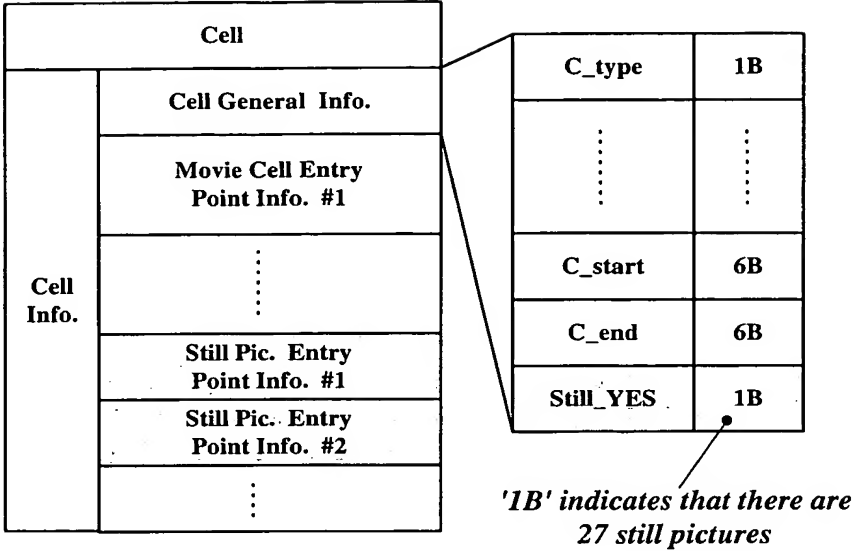 Cell
Cell
Info.
Cell General Info.
Movie Cell Entry
Point Info. #1
Still Pic. Entry
Point Info. #1
Still Pic. Entry
Point Info. #2
C_type 1B
C_start 6B
C_end 6B
Still_YES 1B
'1B' indicates that there are
27 still pictures